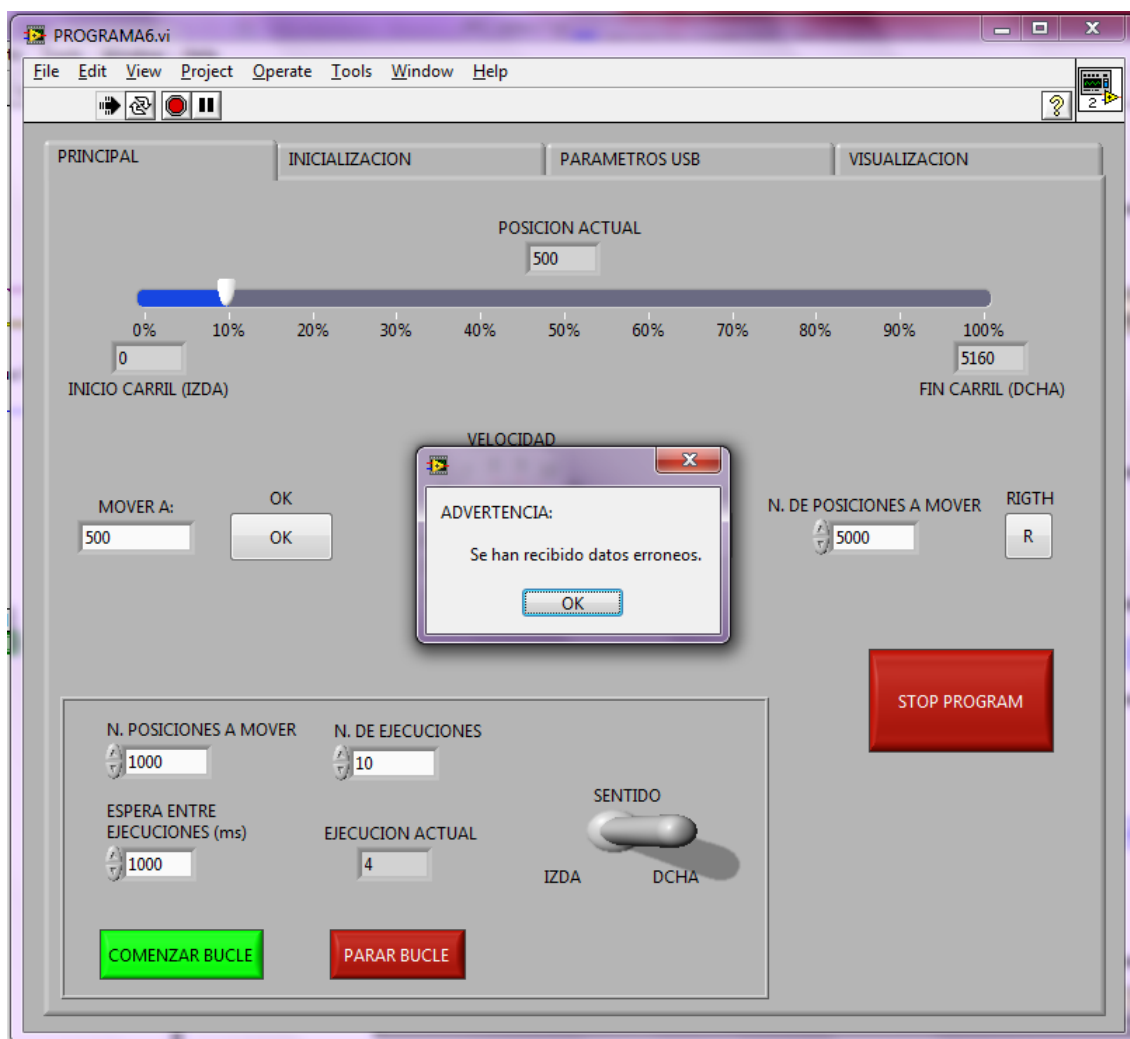 PROGRAMA6.vi
File Edit View Project Operate Tools Window Help
2
PRINCIPAL INICIALIZACION PARAMETROS USB VISUALIZACION
POSICION ACTUAL
500
0% 10% 20% 30% 40% 50% 60% 70% 80% 90% 100%
0 5160
INICIO CARRIL (IZDA) FIN CARRIL (DCHA)
VELOCIDAD
MOVER A: OK
500 OK
ADVERTENCIA:
Se han recibido datos erroneos.
OK
N. DE POSICIONES A MOVER RIGTH
5000 R
STOP PROGRAM
N. POSICIONES A MOVER N. DE EJECUCIONES
1000 10
ESPERA ENTRE
EJECUCIONES (ms) EJECUCION ACTUAL
1000 4
SENTIDO
IZDA DCHA
COMENZAR BUCLE PARAR BUCLE